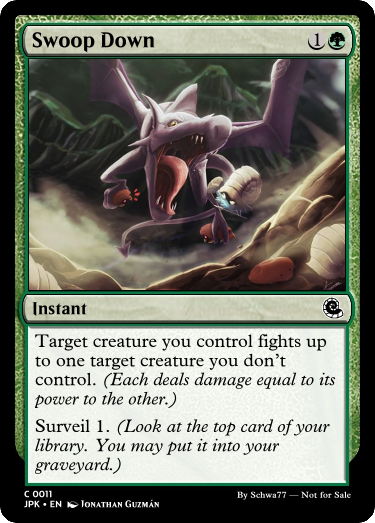 Swoop Down 1
Instant
Target creature you control fights up
to one target creature you don't
control. (Each deals damage equal to its
power to the other.)
Surveil 1. (Look at the top card of your
library. You may put it into your
graveyard.)
C 0011
JPK • EN Jonathan Guzmán
By Schwa77 — Not for Sale